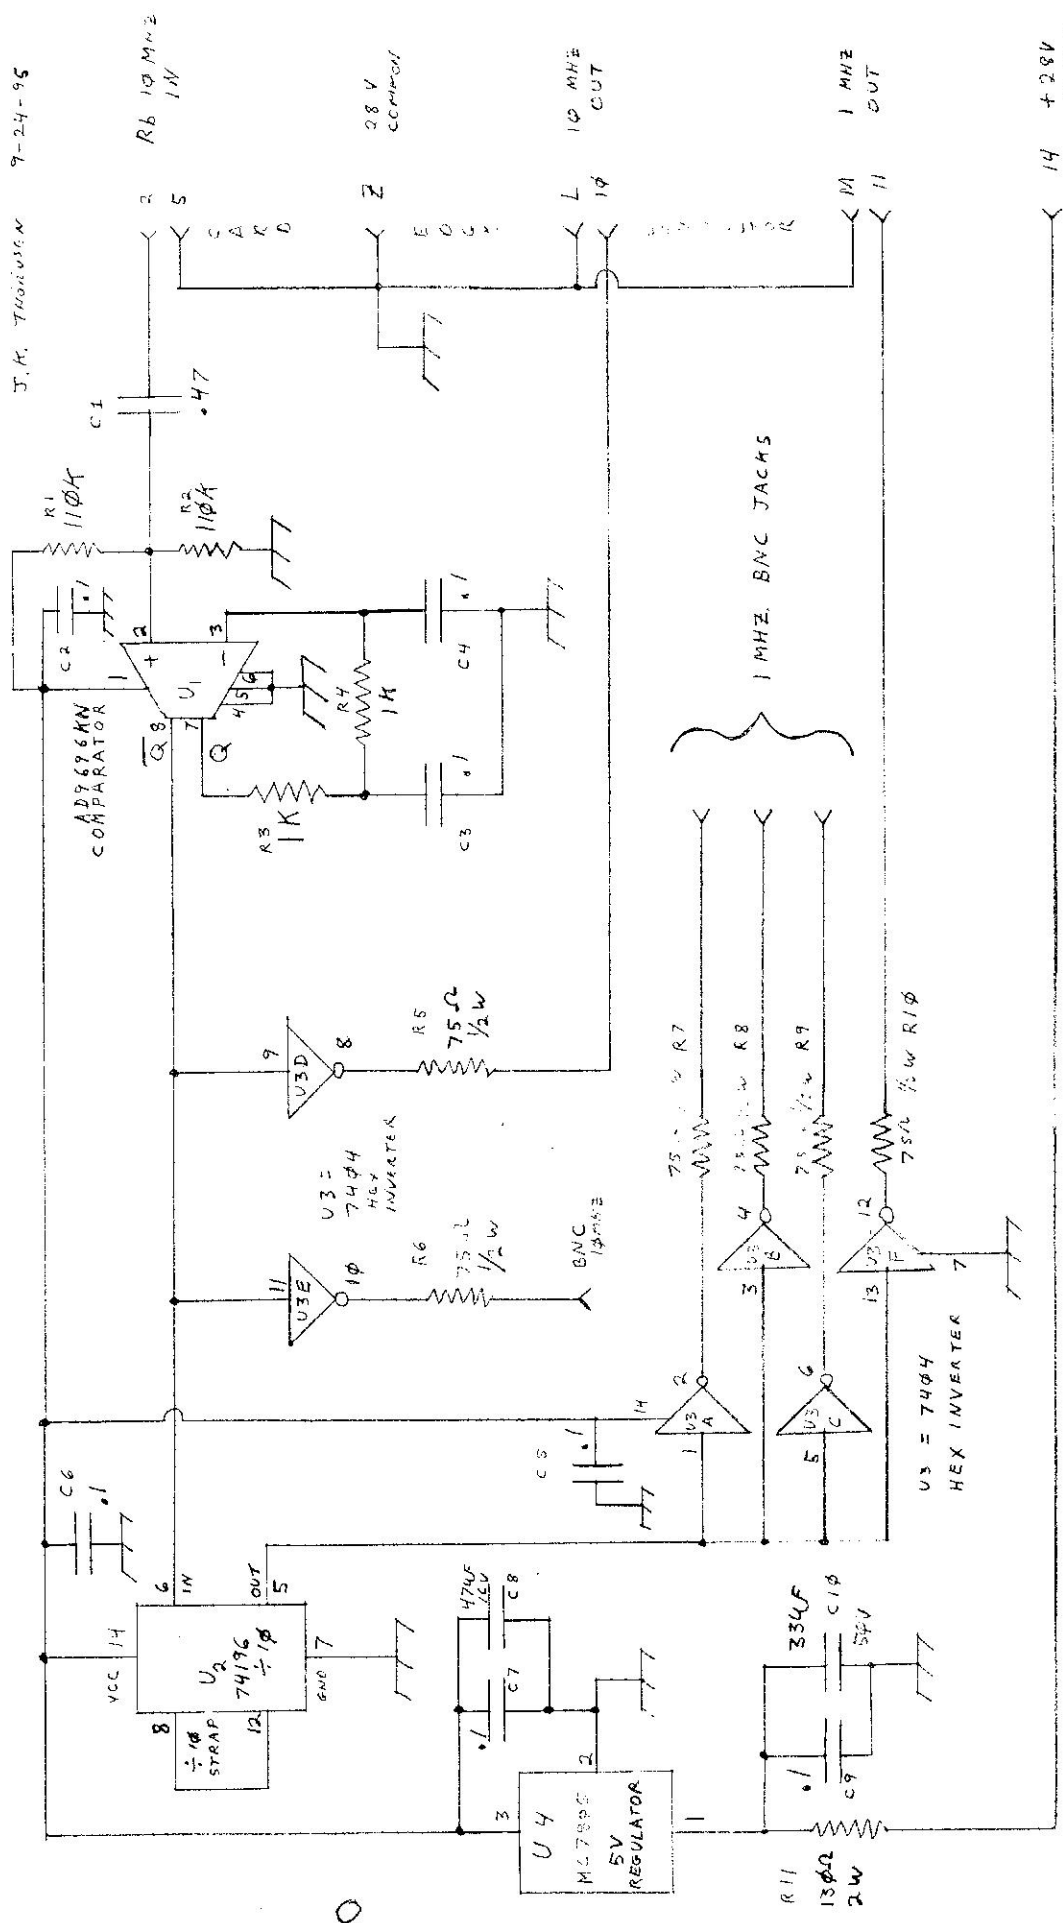 9-24-95
Rb 10 MHZ
IN
2
5
CARD
Z
28 V
COMMON
L
10
10 MHZ
OUT
M
11
1 MHZ
OUT
14
+28V
C1
.47
R1
110K
R2
110K
C2
.1
AD9696KN
COMPARATOR
1
2
+
3
-
U1
4
5
6
7
8
Q
Q
R3
1K
R4
1K
C3
.1
C4
.1
9
U3D
8
R5
75Ω
1/2 W
11
U3E
10
R6
75Ω
1/2 W
BNC
10MHZ
U3 =
7404
HEX
INVERTER
1 MHZ BNC JACKS
R7
R8
R9
75Ω 1/2W R10
14
1
U3
A
2
3
U3
B
4
5
U3
C
6
13
U3
F
12
7
U3 = 7404
HEX INVERTER
C5
.1
C6
.1
VCC
14
6
IN
OUT
5
U2
74196
÷10
7
GND
8
÷10
STRAP
12
47uF
16V
C8
C7
.1
3
U4
MC7805
5V
REGULATOR
2
1
33uF
C10
50V
.1
C9
R11
130Ω
2W